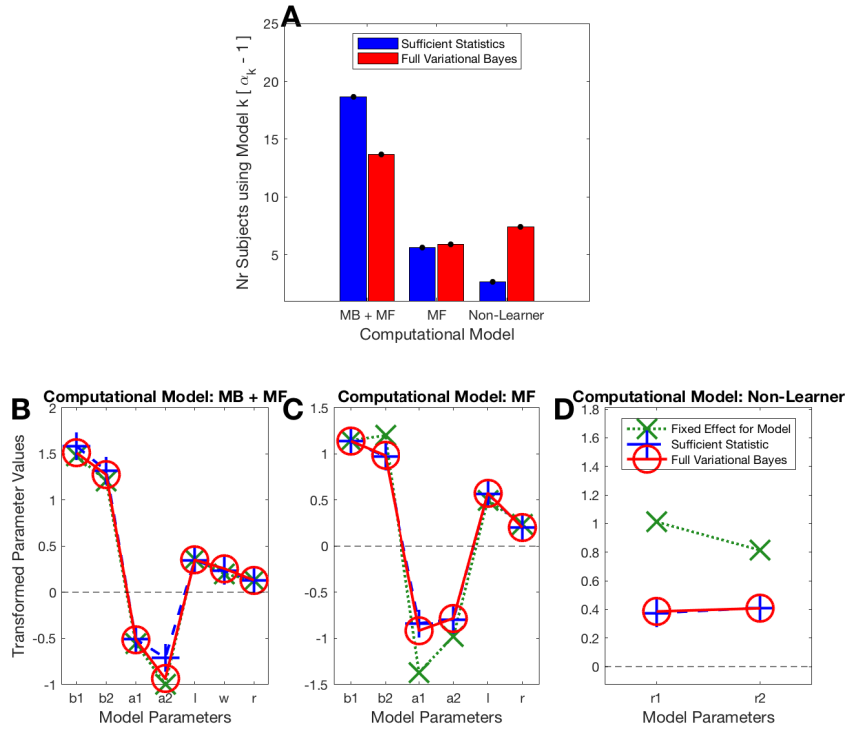 A
25
20
15
10
5
Nr Subjects using Model k [ αk - 1 ]
Sufficient Statistics
Full Variational Bayes
MB + MF
MF
Non-Learner
Computational Model
B
Computational Model: MB + MF
2
1.5
1
0.5
0
-0.5
-1
Transformed Parameter Values
b1
b2
a1
a2
l
w
r
Model Parameters
C
Computational Model: MF
1.5
1
0.5
0
-0.5
-1
-1.5
b1
b2
a1
a2
l
r
Model Parameters
D
Computational Model: Non-Learner
1.8
1.6
1.4
1.2
1
0.8
0.6
0.4
0.2
0
Fixed Effect for Model
Sufficient Statistic
Full Variational Bayes
r1
r2
Model Parameters